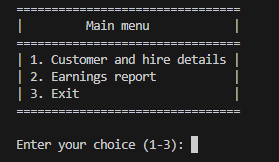 ================================
|         Main menu            |
================================
| 1. Customer and hire details |
| 2. Earnings report           |
| 3. Exit                      |
================================

Enter your choice (1-3):